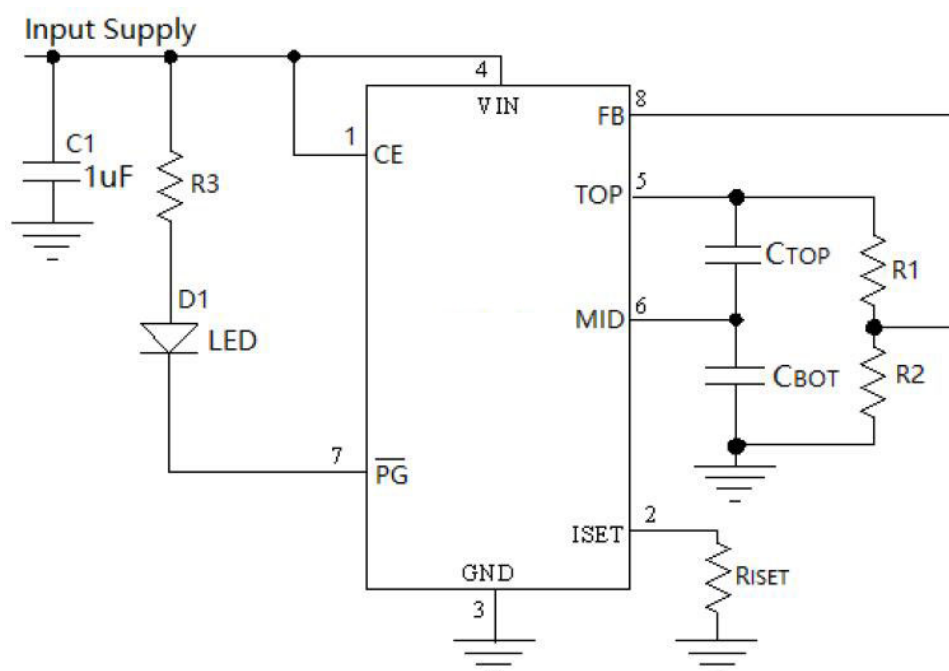 Input Supply
4
VIN
8
FB
1
CE
C1
1uF
R3
5
TOP
CTOP
R1
D1
LED
6
MID
CBOT
R2
7
PG
2
ISET
RISET
GND
3